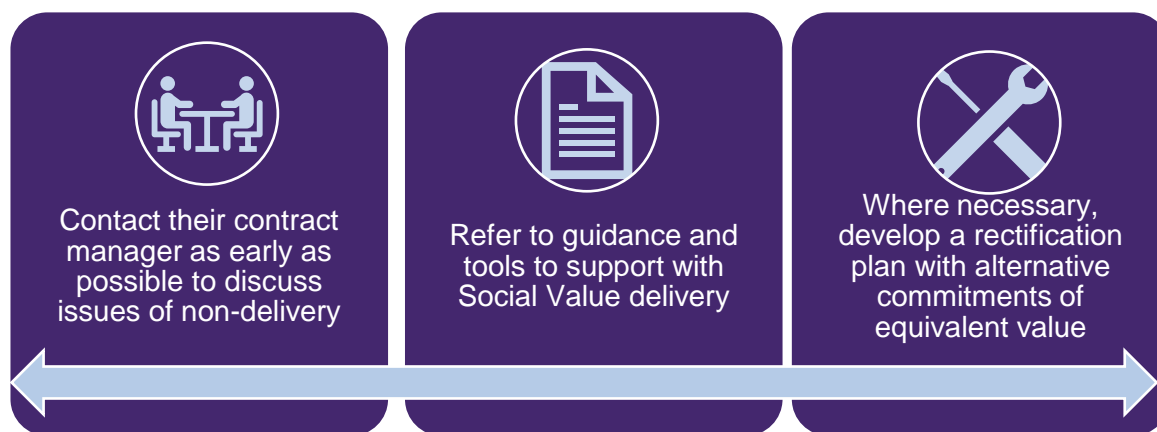 Contact their contract
manager as early as
possible to discuss
issues of non-delivery
Refer to guidance and
tools to support with
Social Value delivery
Where necessary,
develop a rectification
plan with alternative
commitments of
equivalent value